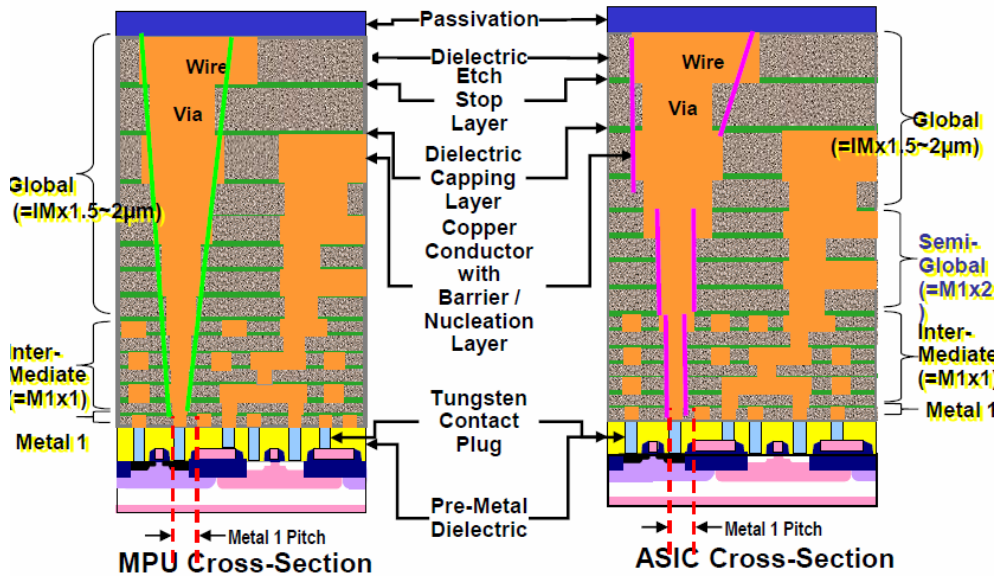 Passivation
Dielectric
Etch
Stop
Layer
Dielectric
Capping
Layer
Copper
Conductor
with
Barrier /
Nucleation
Layer
Tungsten
Contact
Plug
Pre-Metal
Dielectric
Wire
Via
Global
(=IMx1.5~2µm)
Inter-
Mediate
(=M1x1)
Metal 1
Metal 1 Pitch
MPU Cross-Section
Wire
Via
Global
(=IMx1.5~2µm)
Semi-
Global
(=M1x2
)
Inter-
Mediate
(=M1x1)
Metal 1
Metal 1 Pitch
ASIC Cross-Section